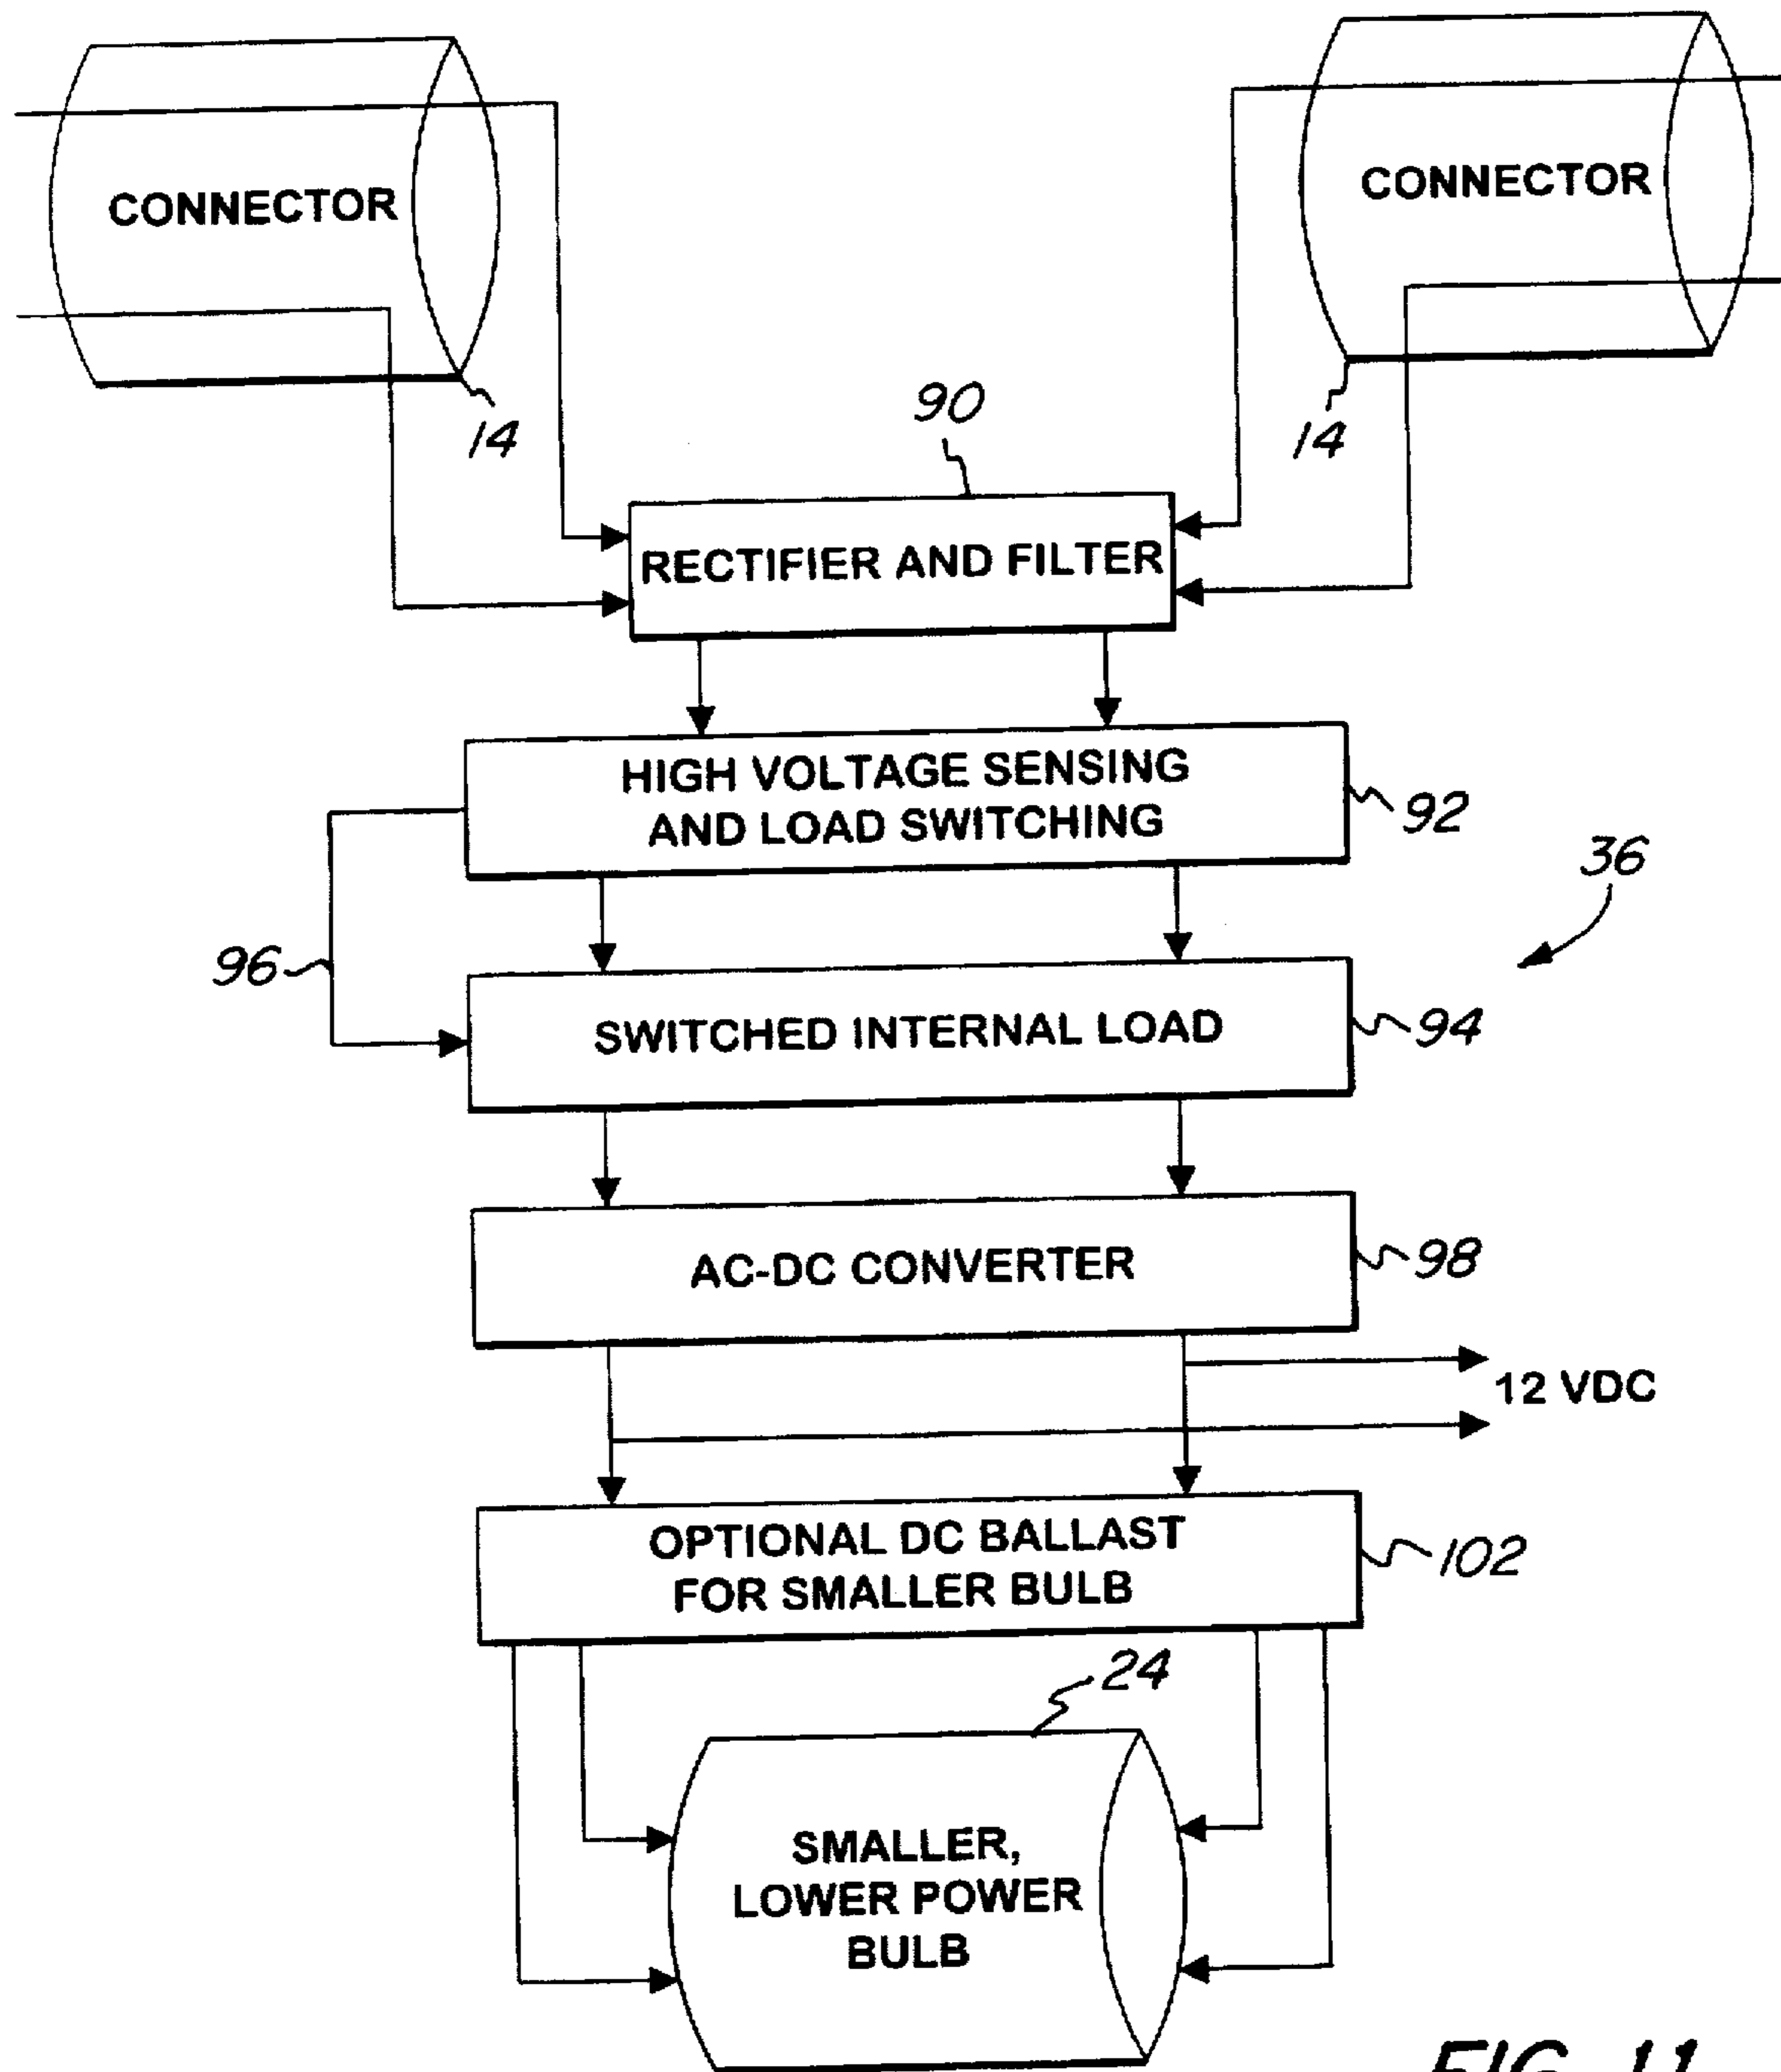 CONNECTOR
CONNECTOR
14
90
14
RECTIFIER AND FILTER
HIGH VOLTAGE SENSING
AND LOAD SWITCHING
92
36
96
SWITCHED INTERNAL LOAD
94
AC-DC CONVERTER
98
12 VDC
OPTIONAL DC BALLAST
FOR SMALLER BULB
102
24
SMALLER,
LOWER POWER
BULB
FIG. 11